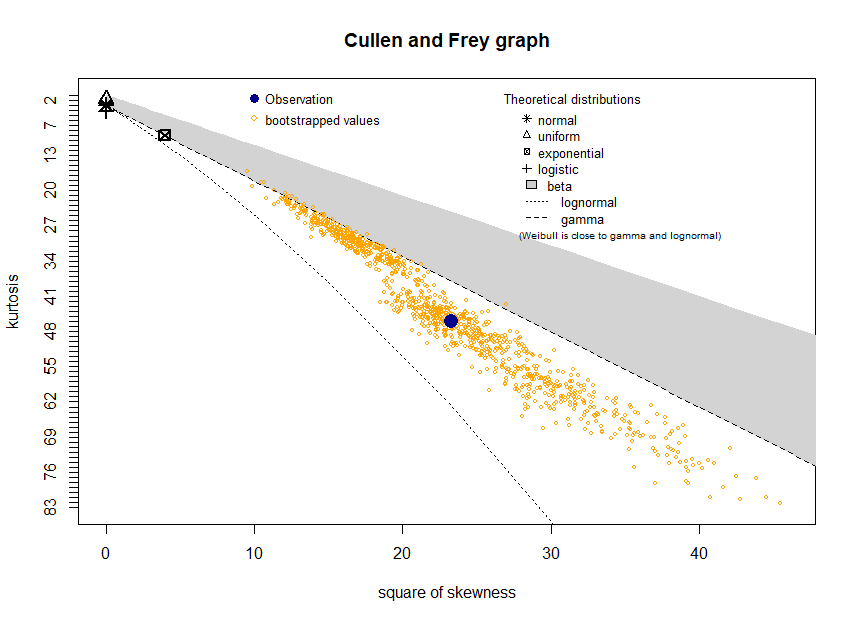 Cullen and Frey graph
Observation
bootstrapped values
Theoretical distributions
normal
uniform
exponential
logistic
beta
lognormal
gamma
(Weibull is close to gamma and lognormal)
kurtosis
2
7
13
20
27
34
41
48
55
62
69
76
83
0
10
20
30
40
square of skewness